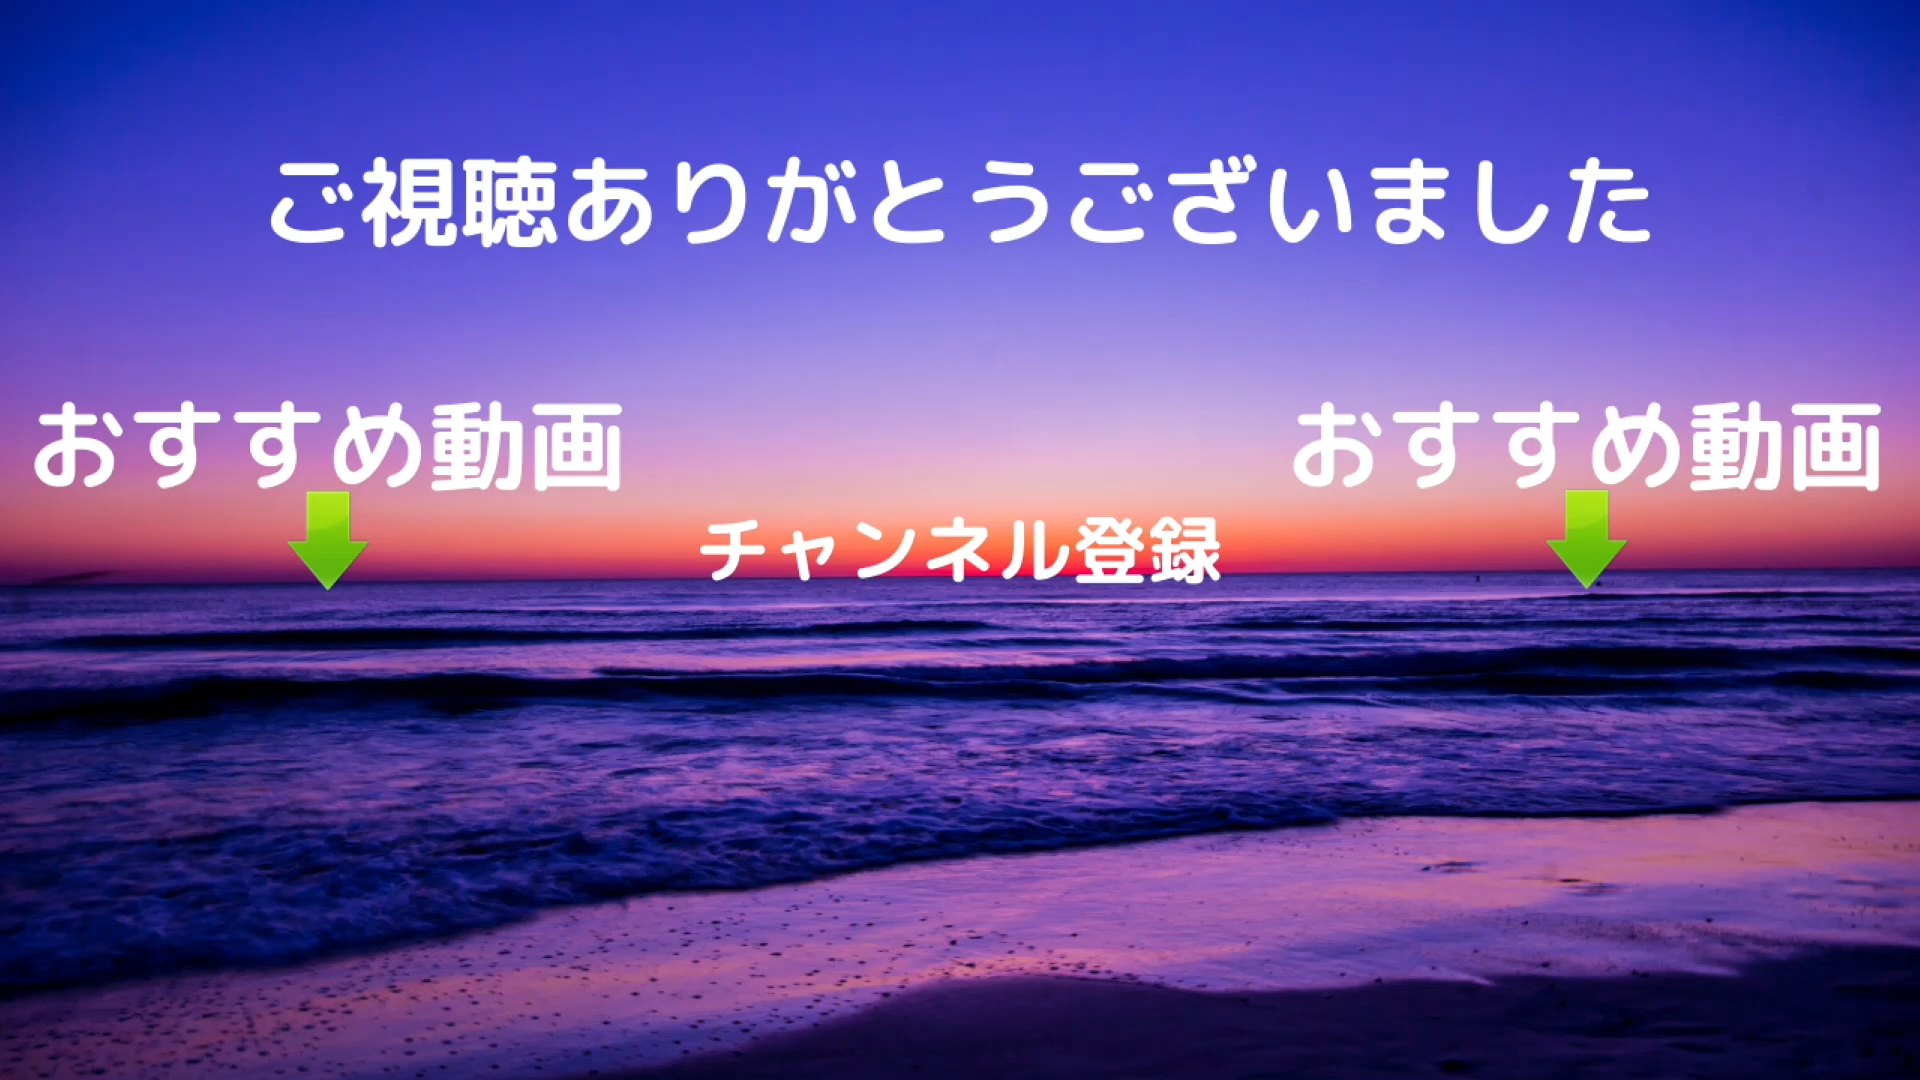 ご視聴ありがとうございました
おすすめ動画
おすすめ動画
チャンネル登録